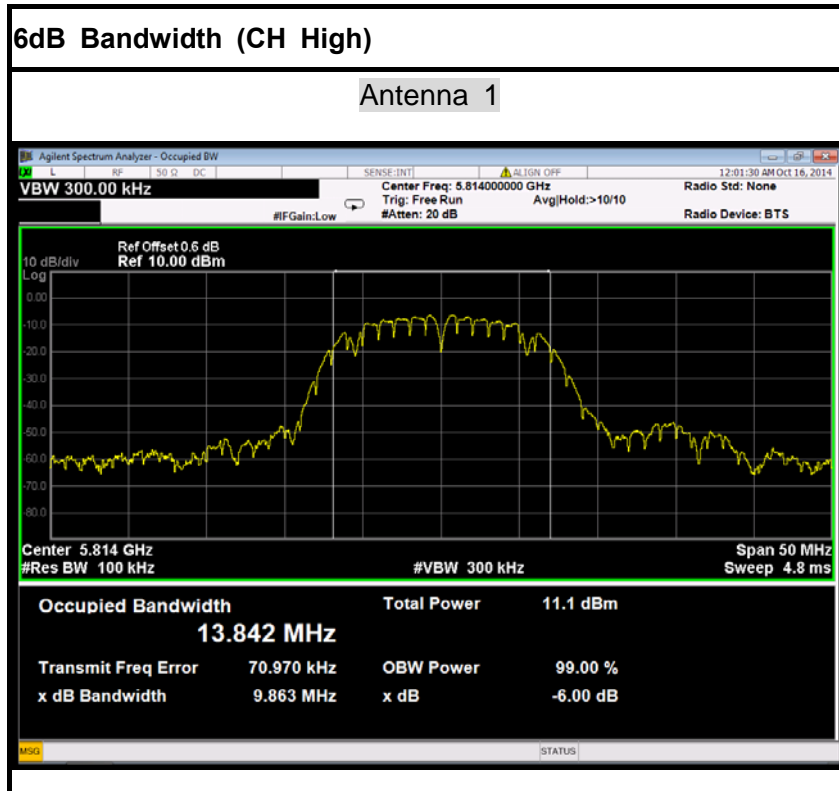 6dB Bandwidth (CH High)
Antenna 1
Agilent Spectrum Analyzer - Occupied BW
L RF 50 Ω DC SENSE:INT ALIGN OFF 12:01:30 AM Oct 16, 2014
VBW 300.00 kHz Center Freq: 5.814000000 GHz Radio Std: None
Trig: Free Run Avg|Hold:>10/10
#IFGain:Low #Atten: 20 dB Radio Device: BTS
Ref Offset 0.6 dB
10 dB/div Ref 10.00 dBm
Log
0.00
-10.0
-20.0
-30.0
-40.0
-50.0
-60.0
-70.0
-80.0
Center 5.814 GHz Span 50 MHz
#Res BW 100 kHz #VBW 300 kHz Sweep 4.8 ms
Occupied Bandwidth Total Power 11.1 dBm
13.842 MHz
Transmit Freq Error 70.970 kHz OBW Power 99.00 %
x dB Bandwidth 9.863 MHz x dB -6.00 dB
MSG STATUS